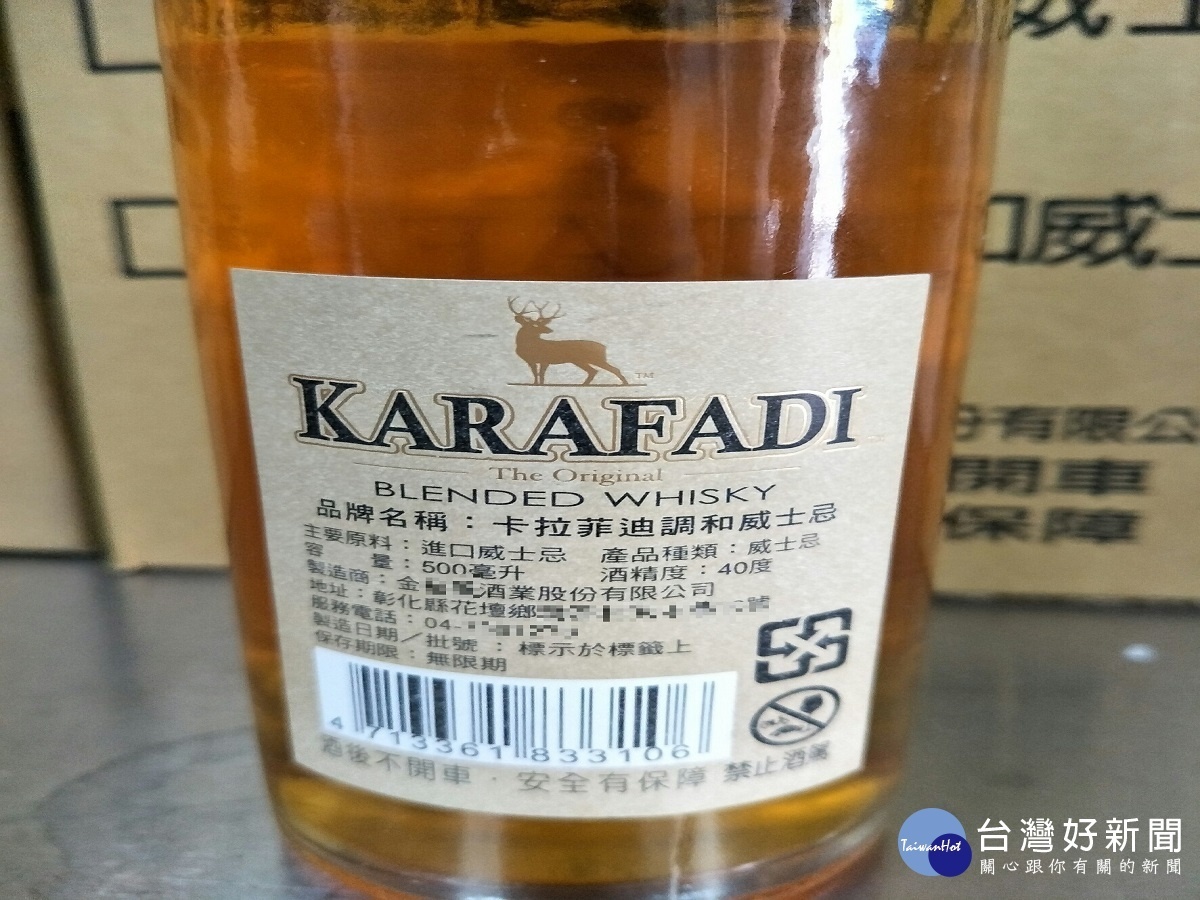 威士
和威士
份有限公
開車
保障
TM
KARAFADI
The Original
BLENDED WHISKY
品牌名稱：卡拉菲迪調和威士忌
主要原料：進口威士忌 產品種類：威士忌
容 量：500毫升 酒精度：40度
製造商：金 酒業股份有限公司
地址：彰化縣花壇鄉 號
服務電話：04-
製造日期／批號：標示於標籤上
保存期限：無限期
4 713361 833106
酒後不開車．安全有保障 禁止酒駕
台灣好新聞
TaiwanHot
關心跟你有關的新聞